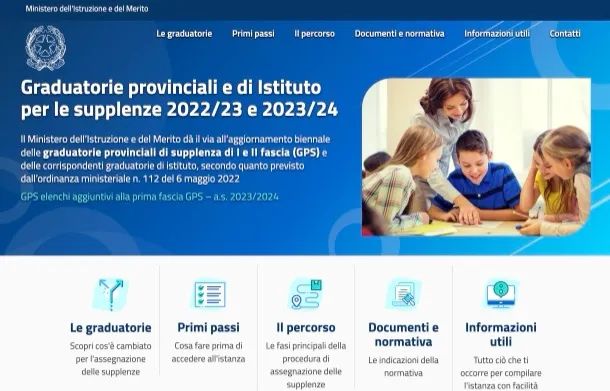 Ministero dell'Istruzione e del Merito
Le graduatorie Primi passi Il percorso Documenti e normativa Informazioni utili Contatti
Graduatorie provinciali e di Istituto
per le supplenze 2022/23 e 2023/24
Il Ministero dell'Istruzione e del Merito dà il via all'aggiornamento biennale
delle graduatorie provinciali di supplenza di I e II fascia (GPS) e
delle corrispondenti graduatorie di istituto, secondo quanto previsto
dall'ordinanza ministeriale n. 112 del 6 maggio 2022
GPS elenchi aggiuntivi alla prima fascia GPS – a.s. 2023/2024
Le graduatorie
Scopri cos'è cambiato
per l'assegnazione
delle supplenze
Primi passi
Cosa fare prima di
accedere all'istanza
Il percorso
Le fasi principali della
procedura di
assegnazione delle
supplenze
Documenti e
normativa
Le indicazioni della
normativa
Informazioni
utili
Tutto ciò che ti
occorre per compilare
l'istanza con facilità